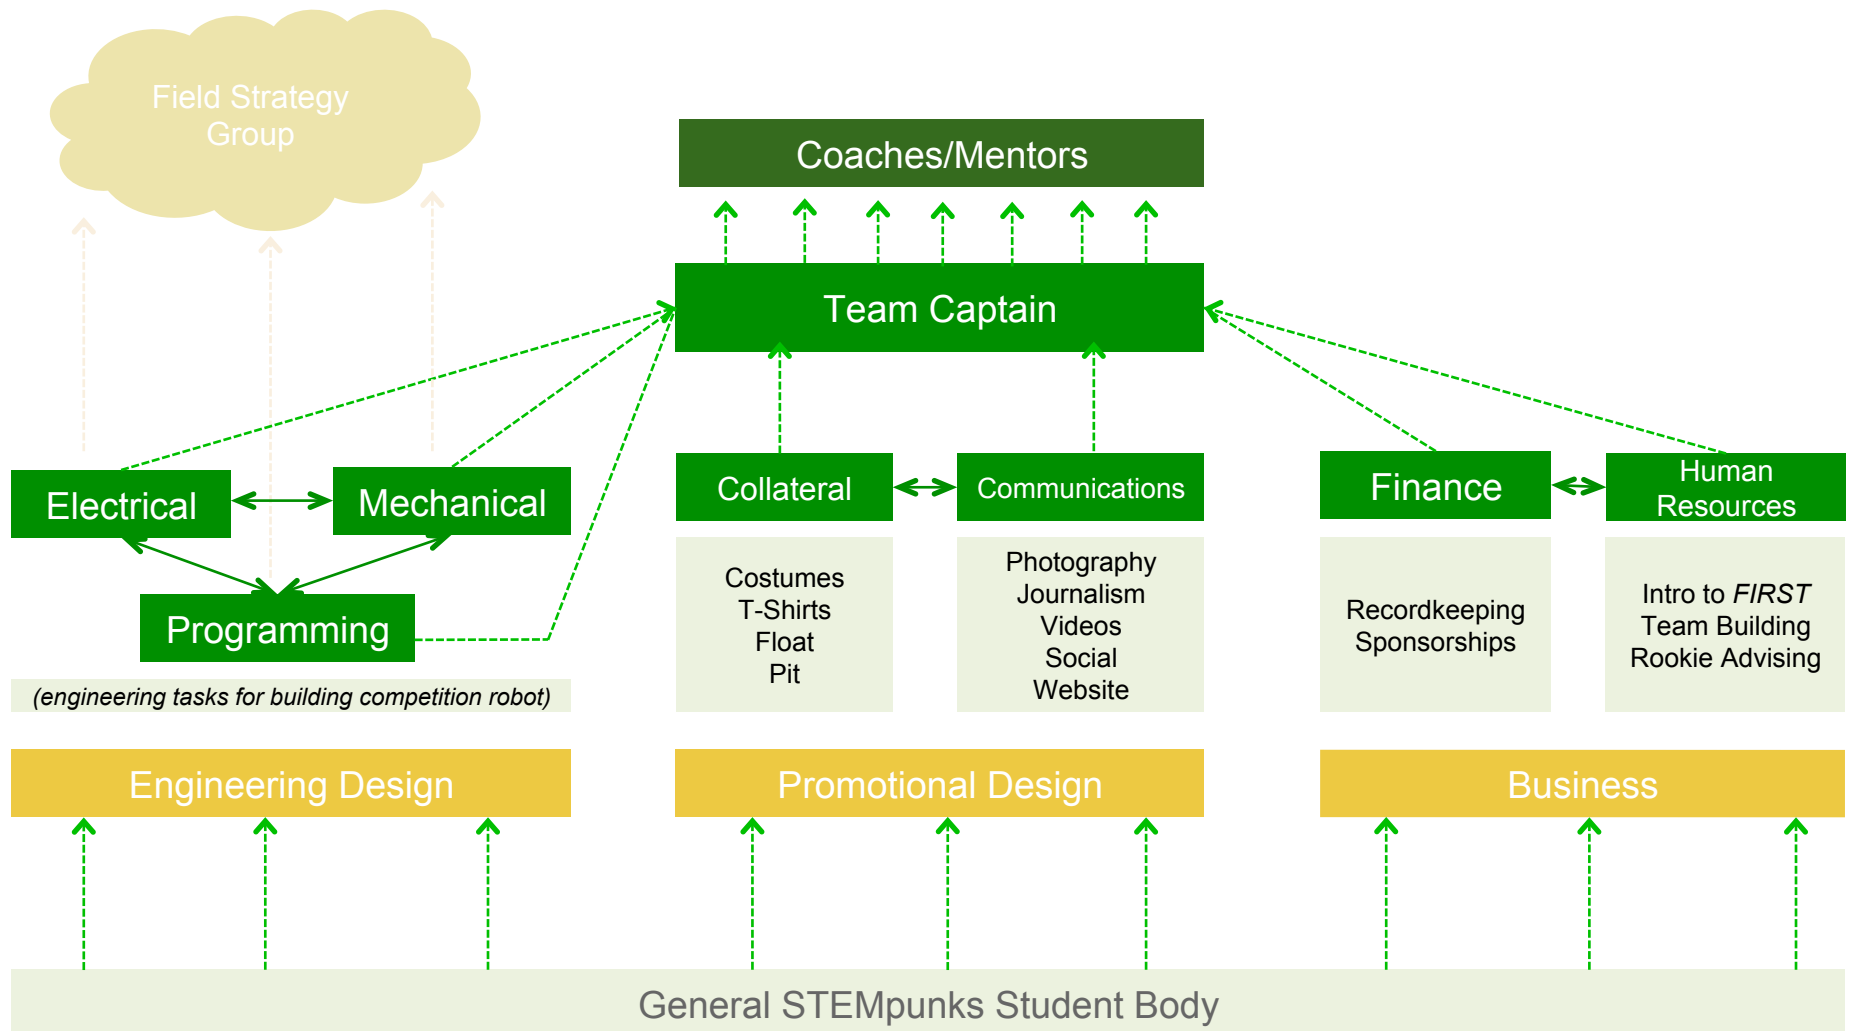 Field Strategy
Group
Coaches/Mentors
Team Captain
Electrical
Mechanical
Programming
(engineering tasks for building competition robot)
Collateral
Communications
Costumes
T-Shirts
Float
Pit
Photography
Journalism
Videos
Social
Website
Finance
Human
Resources
Recordkeeping
Sponsorships
Intro to FIRST
Team Building
Rookie Advising
Engineering Design
Promotional Design
Business
General STEMpunks Student Body